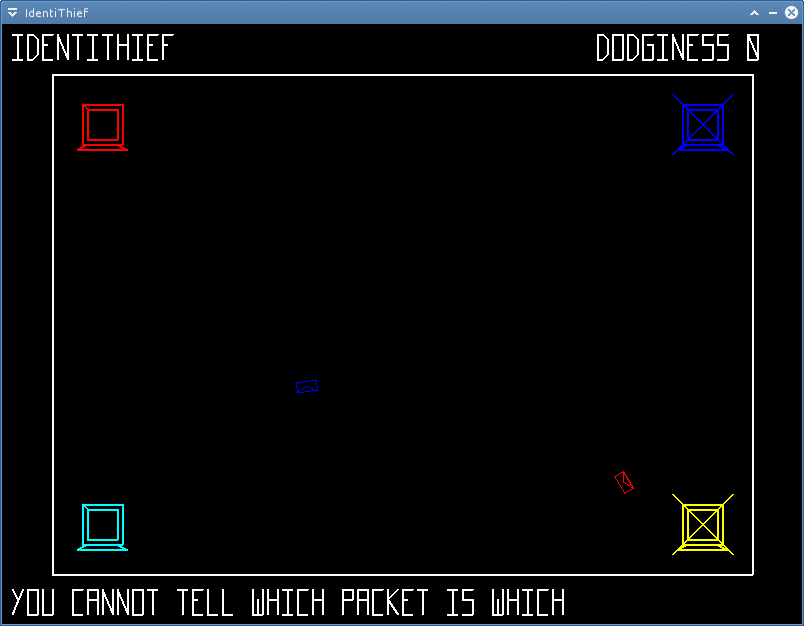 IdentiThief
IDENTITHIEF
DODGINESS 0
YOU CANNOT TELL WHICH PACKET IS WHICH